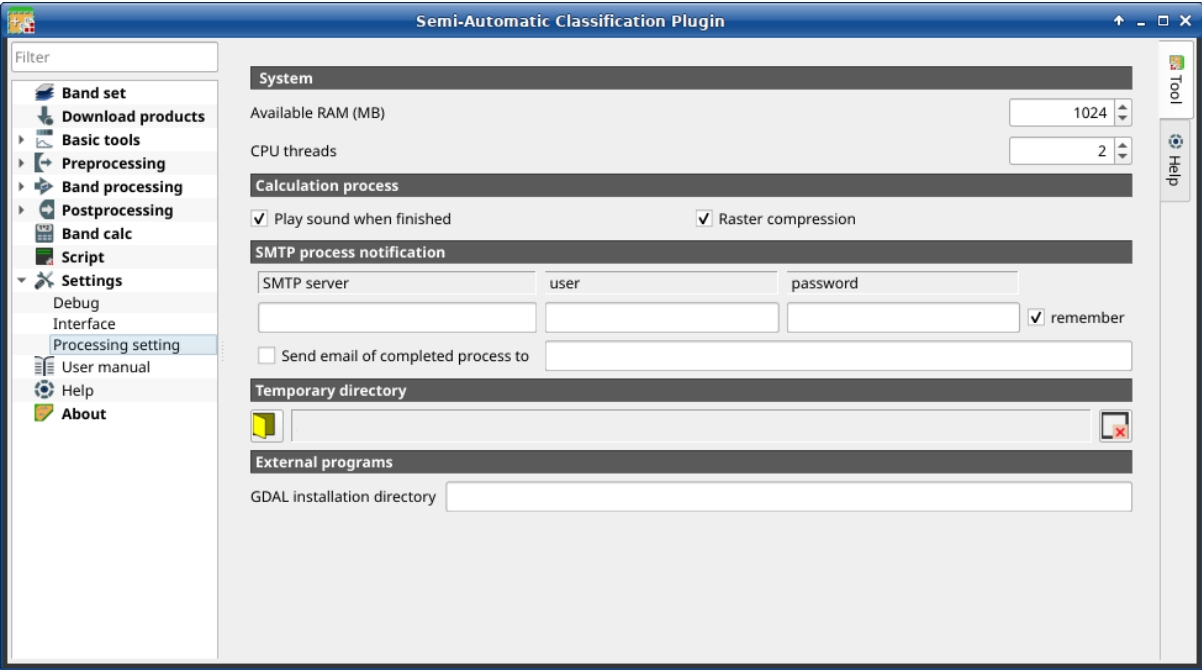 Semi-Automatic Classification Plugin
Filter
Band set
Download products
Basic tools
Preprocessing
Band processing
Postprocessing
Band calc
Script
Settings
Debug
Interface
Processing setting
User manual
Help
About
System
Available RAM (MB) 1024
CPU threads 2
Calculation process
Play sound when finished Raster compression
SMTP process notification
SMTP server user password
remember
Send email of completed process to
Temporary directory
External programs
GDAL installation directory
Tool
Help